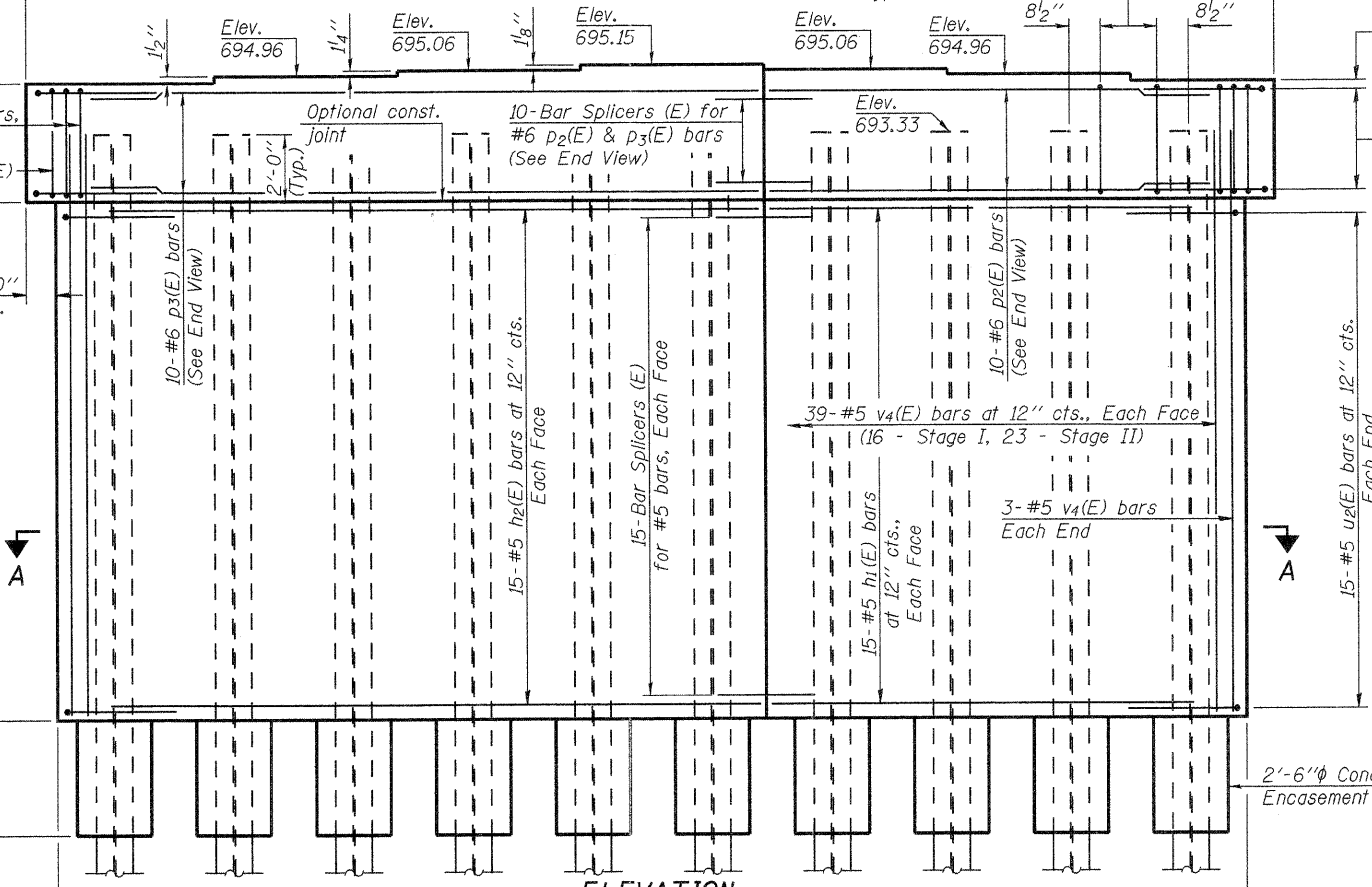 8½"
8½"
1½"
Elev.
694.96
1¼"
Elev.
695.06
1⅛"
Elev.
695.15
Elev.
695.06
Elev.
694.96
Optional const.
joint
10-Bar Splicers (E) for
#6 p2(E) & p3(E) bars
(See End View)
Elev.
693.33
2'-0"
(Typ.)
10-#6 p3(E) bars
(See End View)
10-#6 p2(E) bars
(See End View)
15-#5 h2(E) bars at 12" cts.
Each Face
15-Bar Splicers (E)
for #5 bars, Each Face
39-#5 v4(E) bars at 12" cts., Each Face
(16 - Stage I, 23 - Stage II)
15-#5 h1(E) bars
at 12" cts.,
Each Face
3-#5 v4(E) bars
Each End
15-#5 u2(E) bars at 12" cts.
Each End
A
A
2'-6"ϕ Conc
Encasement
ELEVATION